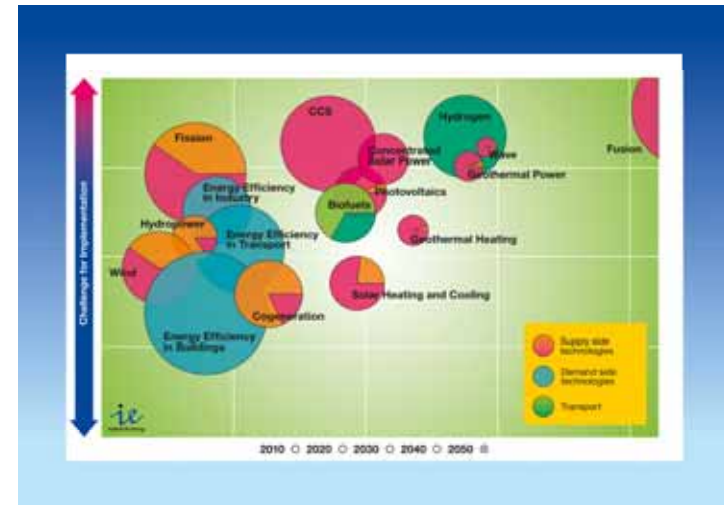 Challenge for Implementation
Fission
CCS
Hydrogen
Fusion
Concentrated
Solar Power
Wave
Geothermal Power
Energy Efficiency
in Industry
Photovoltaics
Biofuels
Hydropower
Energy Efficiency
in Transport
Geothermal Heating
Wind
Solar Heating and Cooling
Cogeneration
Energy Efficiency
in Buildings
Supply side
technologies
Demand side
technologies
Transport
ie
2010 2020 2030 2040 2050